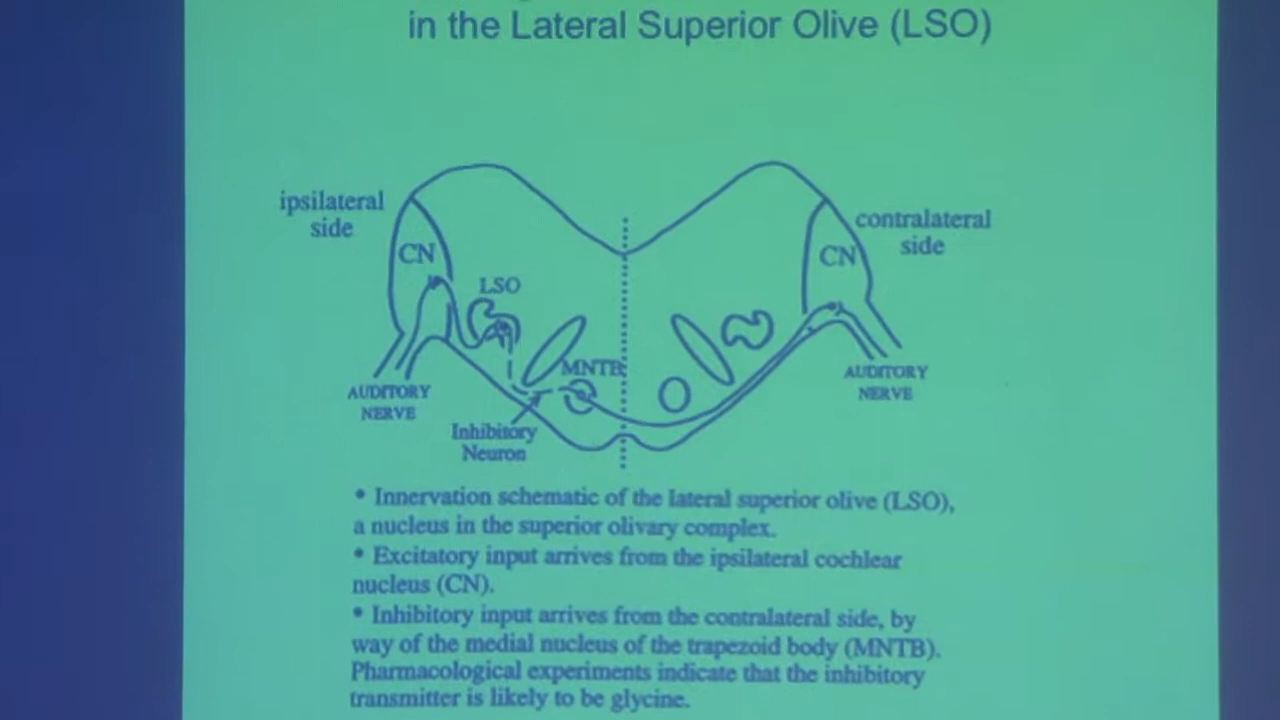 in the Lateral Superior Olive (LSO)
ipsilateral
side
contralateral
side
CN
CN
LSO
MNTB
AUDITORY
NERVE
AUDITORY
NERVE
Inhibitory
Neuron
• Innervation schematic of the lateral superior olive (LSO),
a nucleus in the superior olivary complex.
• Excitatory input arrives from the ipsilateral cochlear
nucleus (CN).
• Inhibitory input arrives from the contralateral side, by
way of the medial nucleus of the trapezoid body (MNTB).
Pharmacological experiments indicate that the inhibitory
transmitter is likely to be glycine.